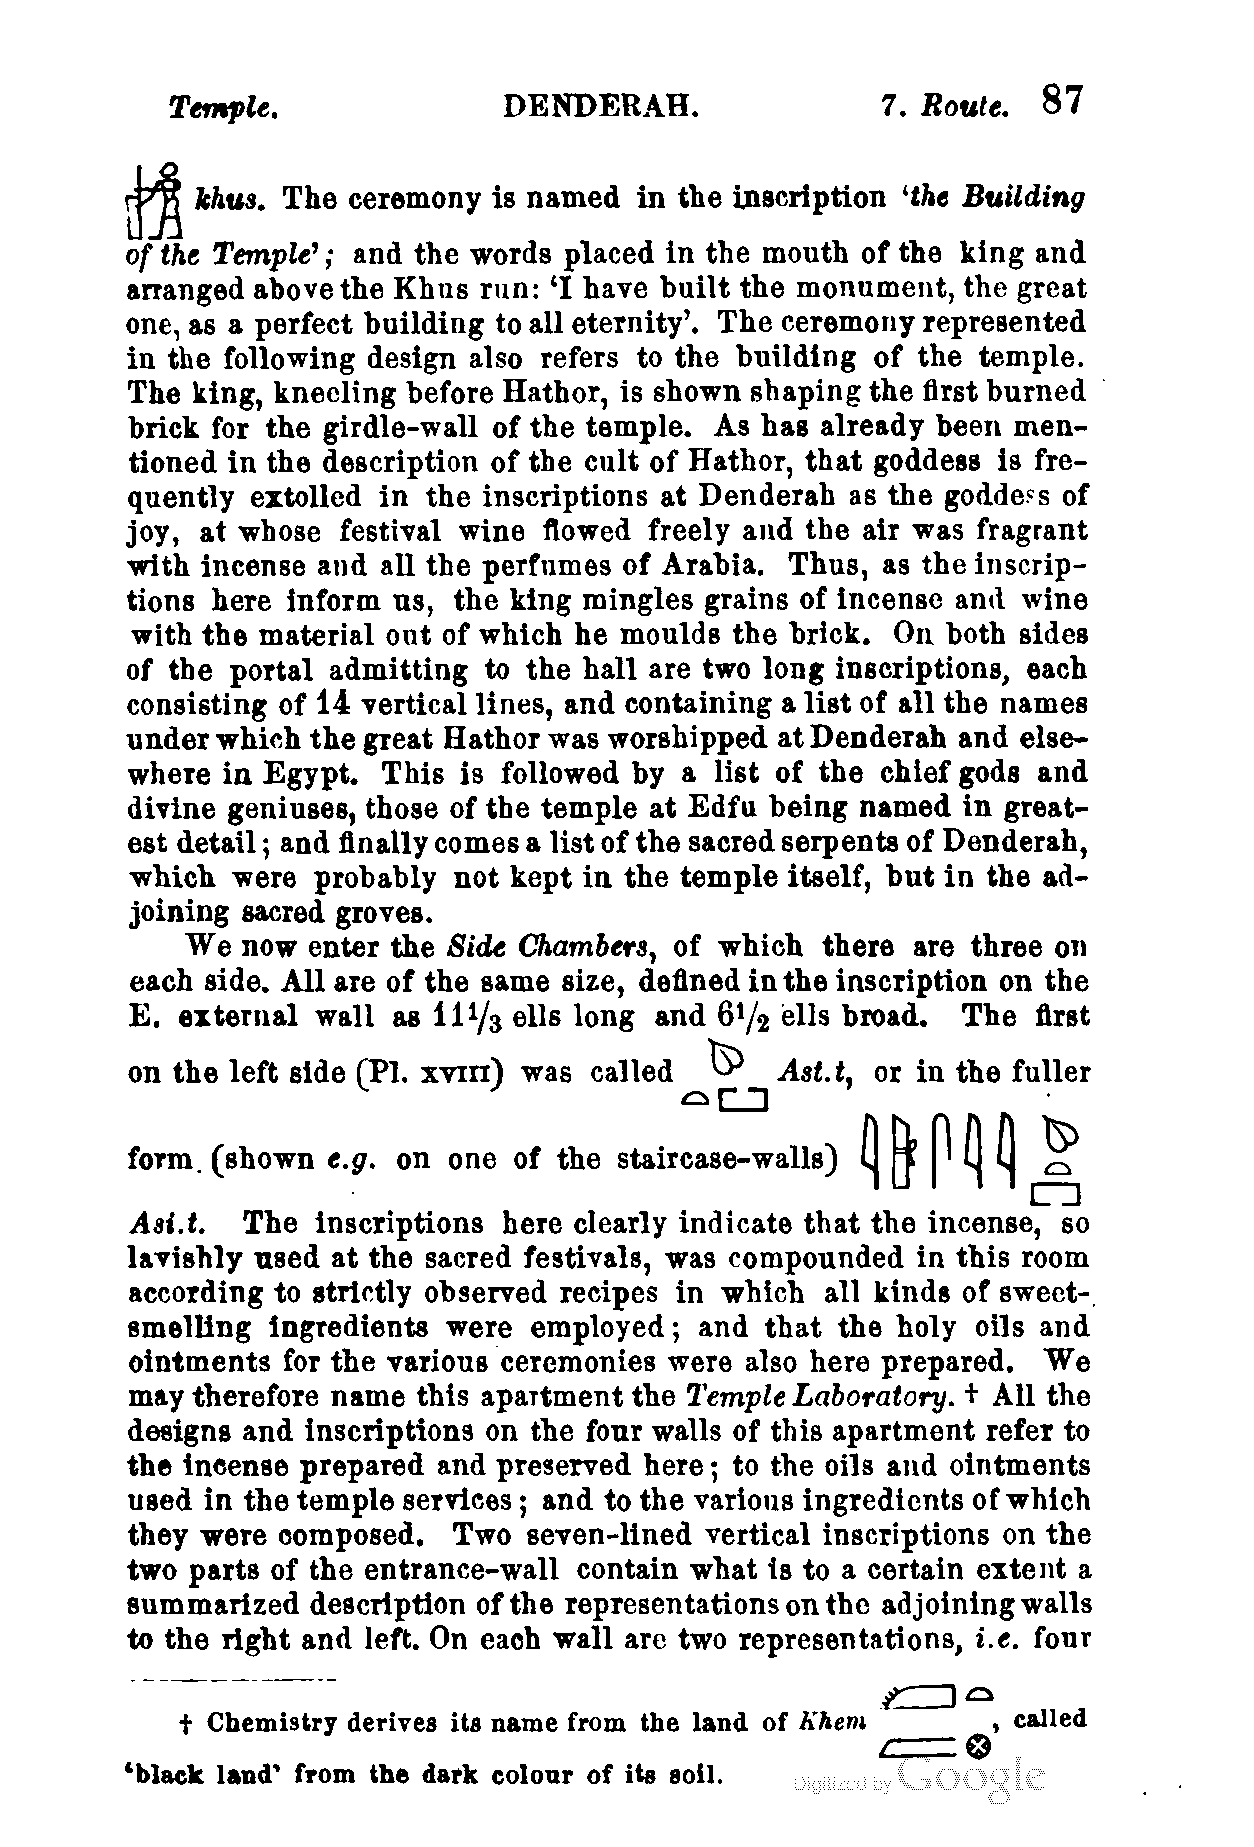 Temple. DENDERAH. 7. Route. 87
khus. The ceremony is named in the inscription ‘the Building
of the Temple’; and the words placed in the mouth of the king and
arranged above the Khus run: ‘I have built the monument, the great
one, as a perfect building to all eternity’. The ceremony represented
in the following design also refers to the building of the temple.
The king, kneeling before Hathor, is shown shaping the first burned
brick for the girdle-wall of the temple. As has already been men-
tioned in the description of the cult of Hathor, that goddess is fre-
quently extolled in the inscriptions at Denderah as the goddess of
joy, at whose festival wine flowed freely and the air was fragrant
with incense and all the perfumes of Arabia. Thus, as the inscrip-
tions here inform us, the king mingles grains of incense and wine
with the material out of which he moulds the brick. On both sides
of the portal admitting to the hall are two long inscriptions, each
consisting of 14 vertical lines, and containing a list of all the names
under which the great Hathor was worshipped at Denderah and else-
where in Egypt. This is followed by a list of the chief gods and
divine geniuses, those of the temple at Edfu being named in great-
est detail; and finally comes a list of the sacred serpents of Denderah,
which were probably not kept in the temple itself, but in the ad-
joining sacred groves.
We now enter the Side Chambers, of which there are three on
each side. All are of the same size, defined in the inscription on the
E. external wall as 11 1/3 ells long and 6 1/2 ells broad. The first
on the left side (Pl. XVIII) was called Ast.t, or in the fuller
form (shown e.g. on one of the staircase-walls)
Asi.t. The inscriptions here clearly indicate that the incense, so
lavishly used at the sacred festivals, was compounded in this room
according to strictly observed recipes in which all kinds of sweet-
smelling ingredients were employed; and that the holy oils and
ointments for the various ceremonies were also here prepared. We
may therefore name this apartment the Temple Laboratory. † All the
designs and inscriptions on the four walls of this apartment refer to
the incense prepared and preserved here; to the oils and ointments
used in the temple services; and to the various ingredients of which
they were composed. Two seven-lined vertical inscriptions on the
two parts of the entrance-wall contain what is to a certain extent a
summarized description of the representations on the adjoining walls
to the right and left. On each wall are two representations, i.e. four
† Chemistry derives its name from the land of Khem , called
‘black land’ from the dark colour of its soil.
Digitized by Google